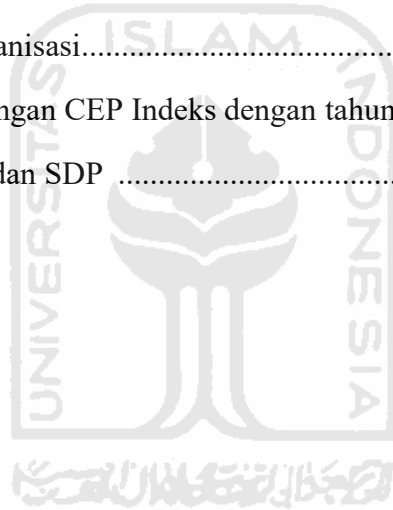 ISLAM
anisasi.......................................
ngan CEP Indeks dengan tahun
dan SDP ...................................
UNIVERSITAS
INDONESIA